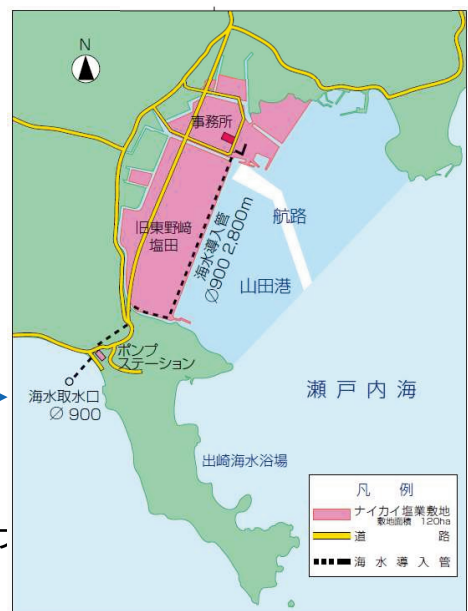 N
事務所
旧東野﨑
塩田
海水導入管
∅900 2,800m
航路
山田港
ポンプ
ステーション
海水取水口
∅ 900
瀬戸内海
出崎海水浴場
凡　例
ナイカイ塩業敷地
敷地面積　120ha
道　　　路
海水導入管